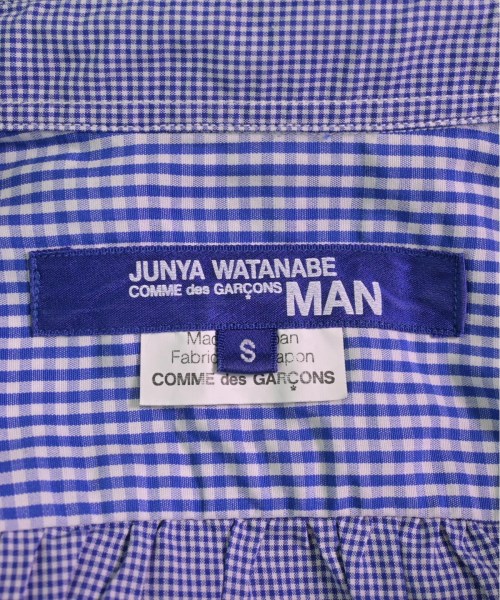 JUNYA WATANABE
COMME des GARÇONS MAN
S
COMME des GARÇONS